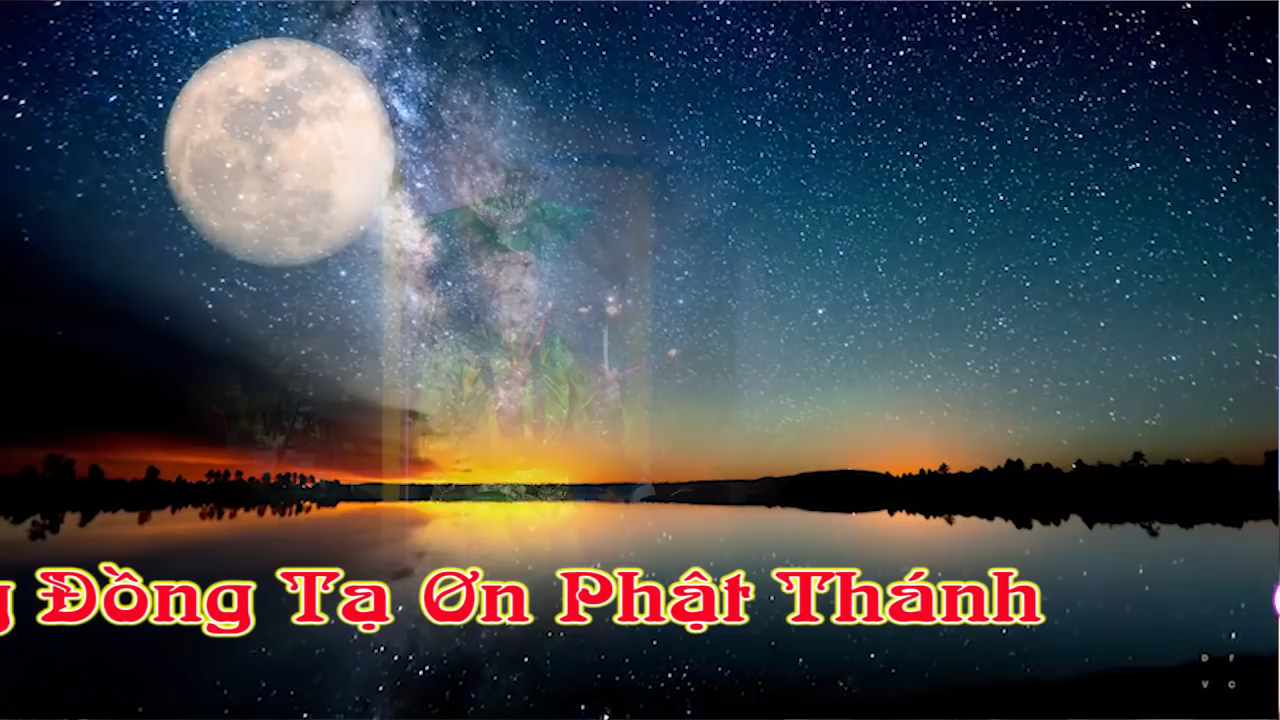 Đồng Tạ Ơn Phật Thánh
D F
V C